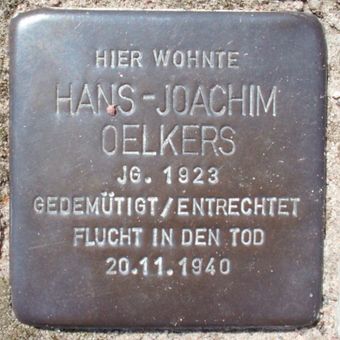 HIER WOHNTE
HANS-JOACHIM
OELKERS
JG. 1923
GEDEMÜTIGT/ENTRECHTET
FLUCHT IN DEN TOD
20.11.1940